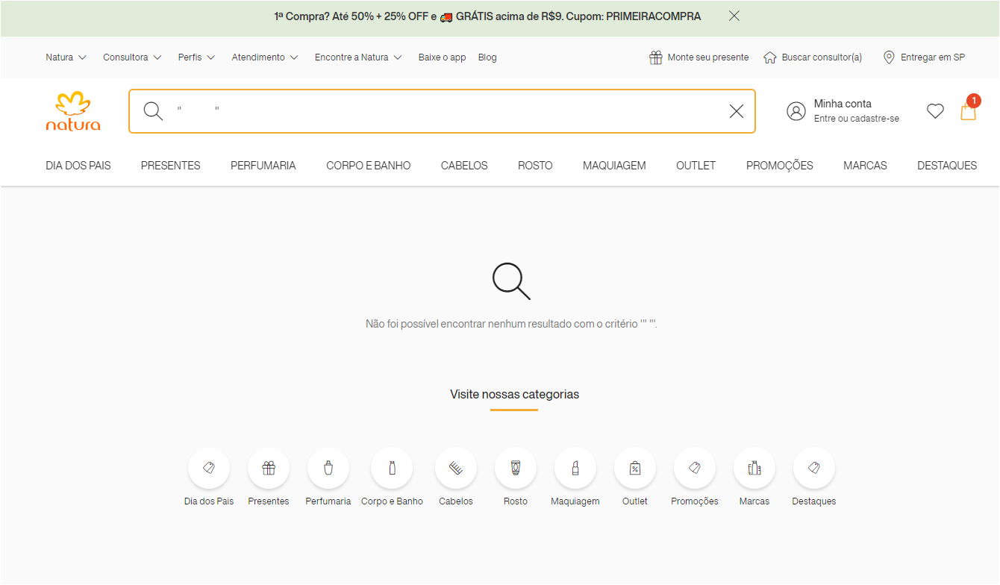 1ª Compra? Até 50% + 25% OFF e 🚚 GRÁTIS acima de R$9. Cupom: PRIMEIRACOMPRA
Natura Consultora Perfis Atendimento Encontre a Natura Baixe o app Blog Monte seu presente Buscar consultor(a) Entregar em SP
natura
" "
Minha conta
Entre ou cadastre-se
1
DIA DOS PAIS PRESENTES PERFUMARIA CORPO E BANHO CABELOS ROSTO MAQUIAGEM OUTLET PROMOÇÕES MARCAS DESTAQUES
Não foi possível encontrar nenhum resultado com o critério '" "'.
Visite nossas categorias
Dia dos Pais Presentes Perfumaria Corpo e Banho Cabelos Rosto Maquiagem Outlet Promoções Marcas Destaques